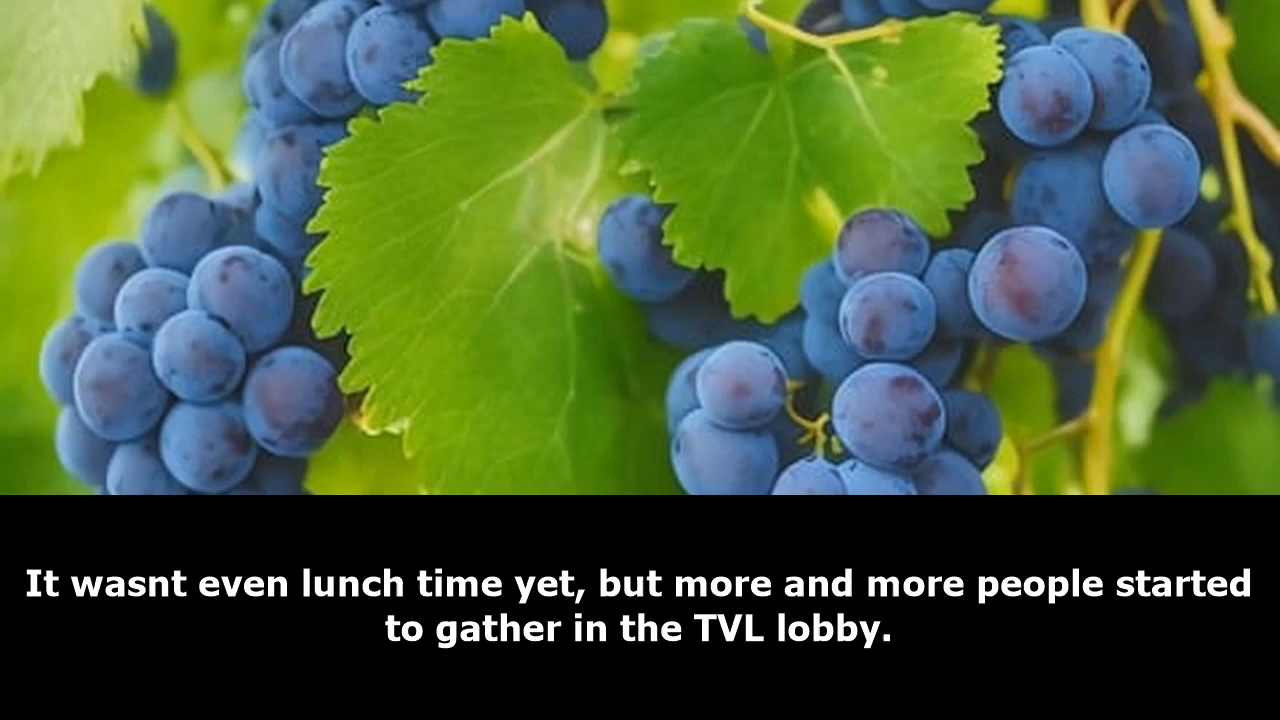 It wasnt even lunch time yet, but more and more people started
to gather in the TVL lobby.